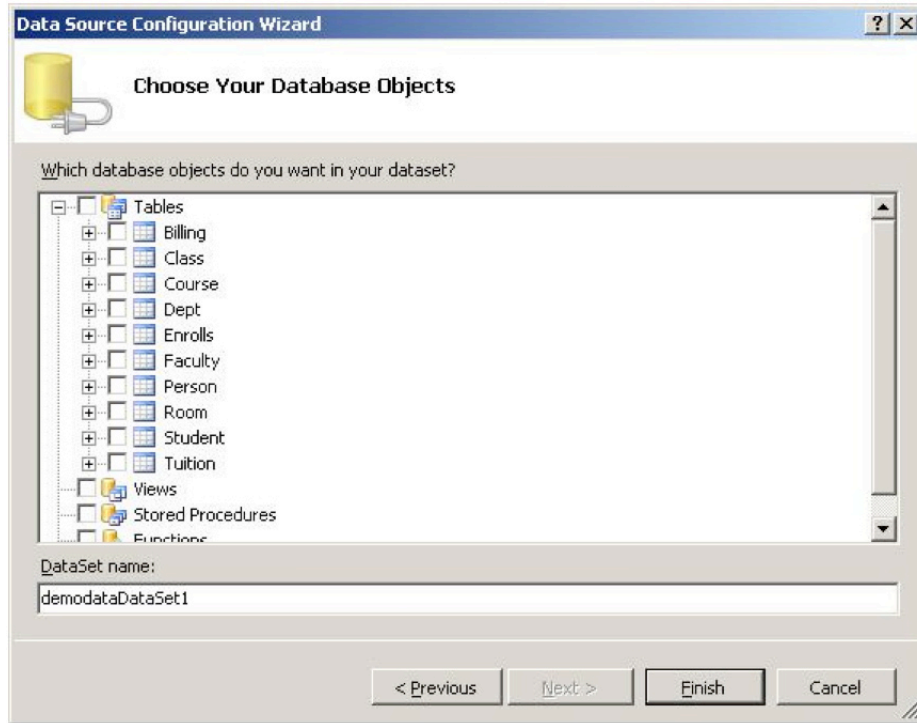 Data Source Configuration Wizard
Choose Your Database Objects
Which database objects do you want in your dataset?
Tables
Billing
Class
Course
Dept
Enrolls
Faculty
Person
Room
Student
Tuition
Views
Stored Procedures
Functions
DataSet name:
demodataDataSet1
< Previous
Next >
Finish
Cancel